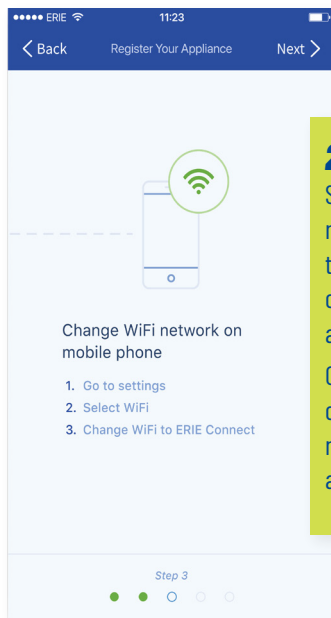 ERIE 11:23
Back Register Your Appliance Next
Change WiFi network on
mobile phone
1. Go to settings
2. Select WiFi
3. Change WiFi to ERIE Connect
Step 3